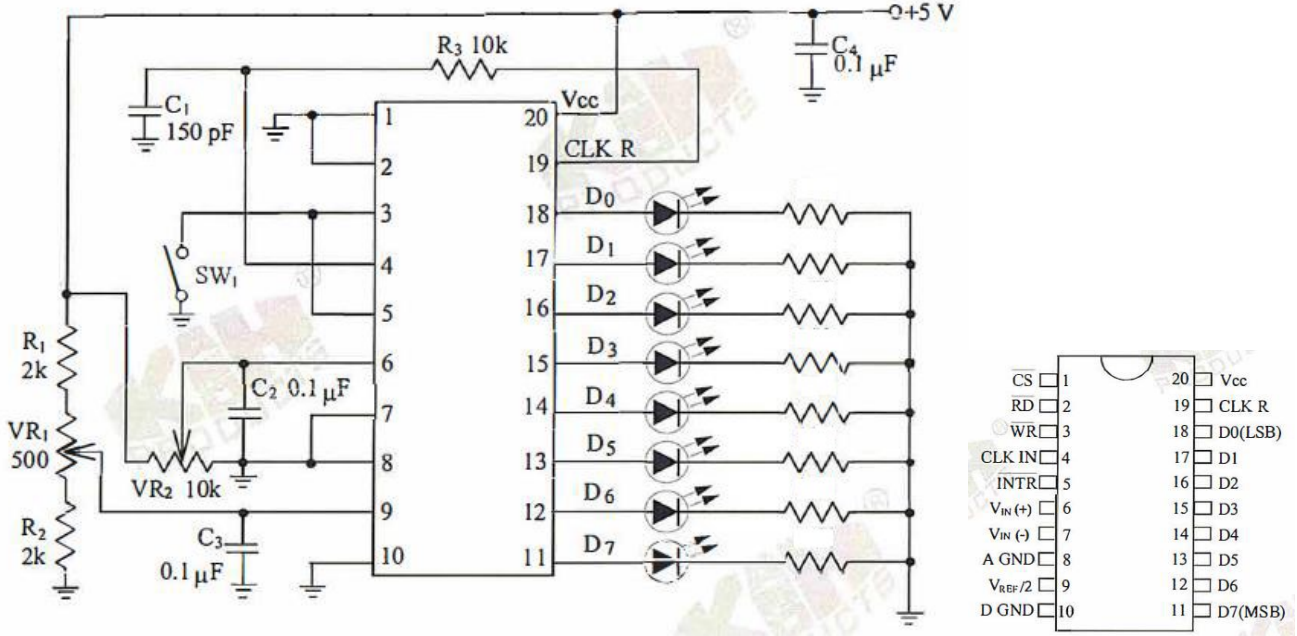 +5 V
R3 10k
C4
0.1 µF
C1
150 pF
Vcc
CLK R
1
2
3
4
5
6
7
8
9
10
20
19
18
17
16
15
14
13
12
11
D0
D1
D2
D3
D4
D5
D6
D7
SW1
R1
2k
VR1
500
R2
2k
C2 0.1 µF
VR2 10k
C3
0.1 µF
CS 1
RD 2
WR 3
CLK IN 4
INTR 5
VIN (+) 6
VIN (-) 7
A GND 8
VREF/2 9
D GND 10
20 Vcc
19 CLK R
18 D0(LSB)
17 D1
16 D2
15 D3
14 D4
13 D5
12 D6
11 D7(MSB)
K&H
PRODUCTS
®